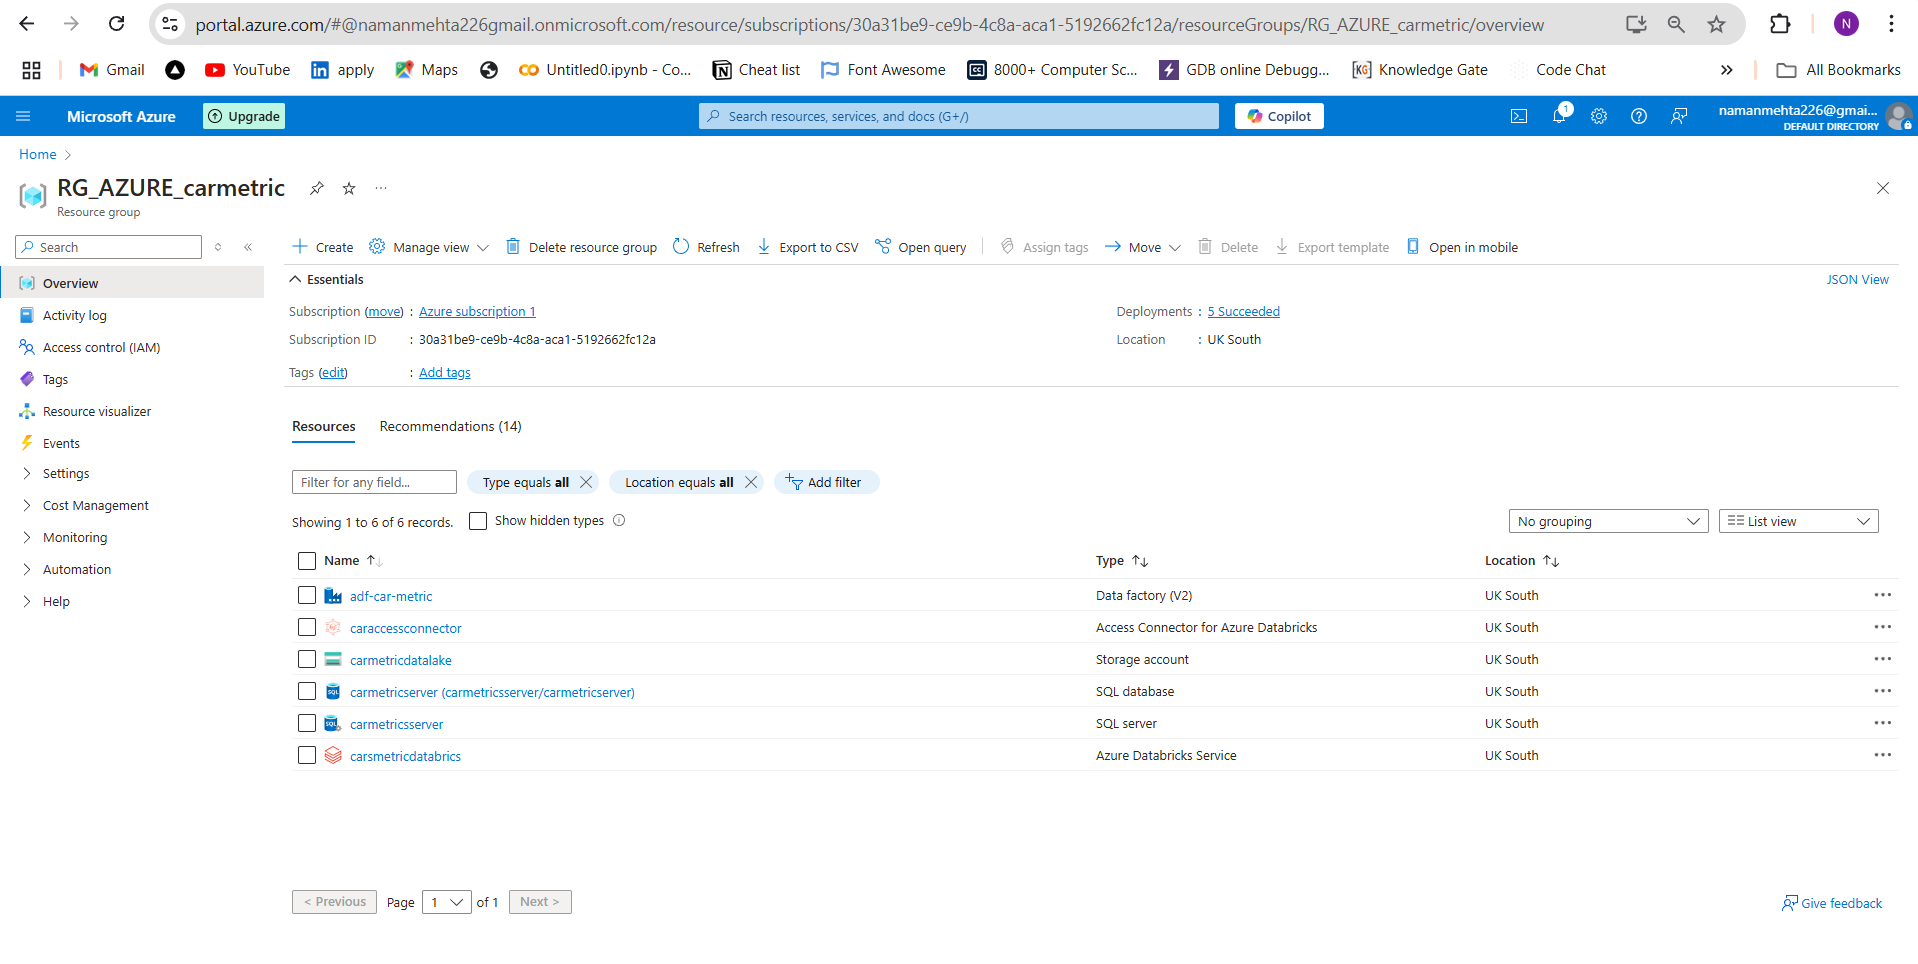 portal.azure.com/#@namanmehta226gmail.onmicrosoft.com/resource/subscriptions/30a31be9-ce9b-4c8a-aca1-5192662fc12a/resourceGroups/RG_AZURE_carmetric/overview
N
Gmail YouTube in apply Maps CO Untitled0.ipynb - Co... Cheat list Font Awesome CS 8000+ Computer Sc... GDB online Debugg... KG Knowledge Gate Code Chat » All Bookmarks
Microsoft Azure Upgrade Search resources, services, and docs (G+/) Copilot 1 namanmehta226@gmai...
DEFAULT DIRECTORY
Home >
RG_AZURE_carmetric ...
Resource group
Search «
Create Manage view Delete resource group Refresh Export to CSV Open query Assign tags Move Delete Export template Open in mobile
Overview
Activity log
Access control (IAM)
Tags
Resource visualizer
Events
Settings
Cost Management
Monitoring
Automation
Help
Essentials JSON View
Subscription (move) : Azure subscription 1 Deployments : 5 Succeeded
Subscription ID : 30a31be9-ce9b-4c8a-aca1-5192662fc12a Location : UK South
Tags (edit) : Add tags
Resources Recommendations (14)
Filter for any field... Type equals all Location equals all Add filter
Showing 1 to 6 of 6 records. Show hidden types No grouping List view
Name ↑↓ Type ↑↓ Location ↑↓
adf-car-metric Data factory (V2) UK South ...
caraccessconnector Access Connector for Azure Databricks UK South ...
carmetricdatalake Storage account UK South ...
SQL carmetricserver (carmetricsserver/carmetricserver) SQL database UK South ...
SQL carmetricsserver SQL server UK South ...
carsmetricdatabrics Azure Databricks Service UK South ...
< Previous Page 1 of 1 Next > Give feedback